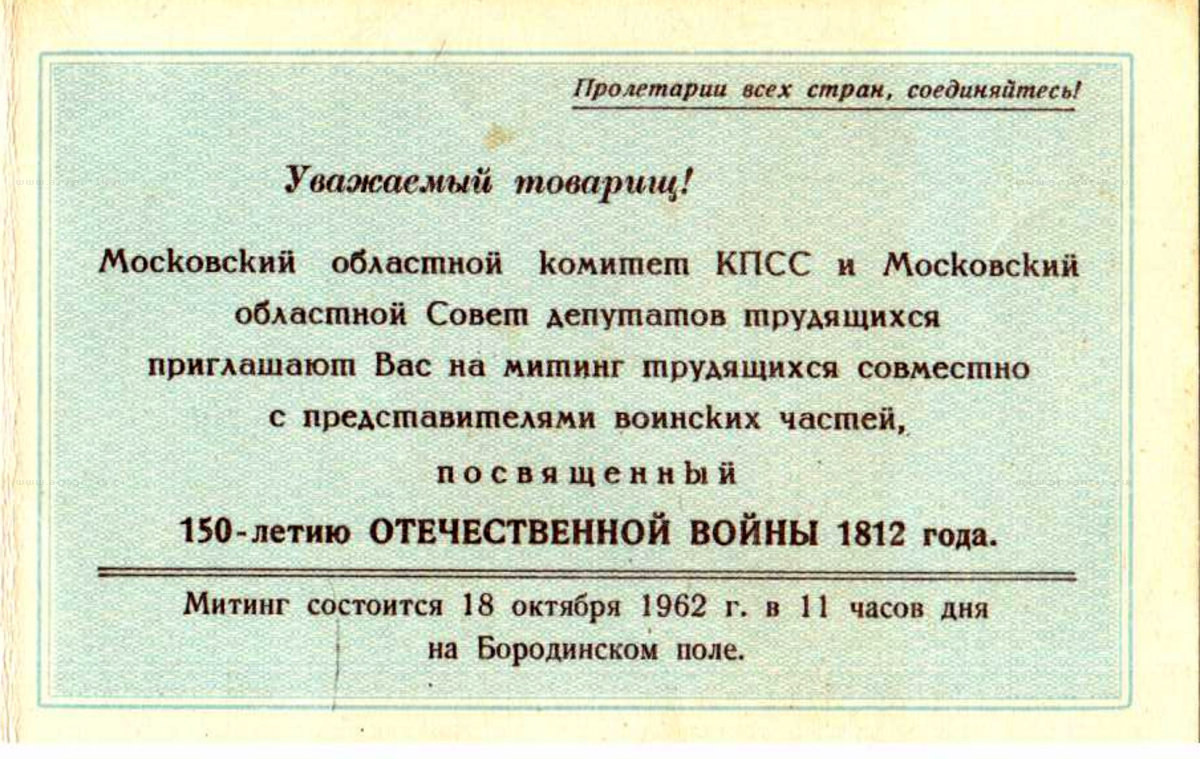 Пролетарии всех стран, соединяйтесь!
Уважаемый товарищ!
Московский областной комитет КПСС и Московский
областной Совет депутатов трудящихся
приглашают Вас на митинг трудящихся совместно
с представителями воинских частей,
посвященный
150-летию ОТЕЧЕСТВЕННОЙ ВОЙНЫ 1812 года.
Митинг состоится 18 октября 1962 г. в 11 часов дня
на Бородинском поле.